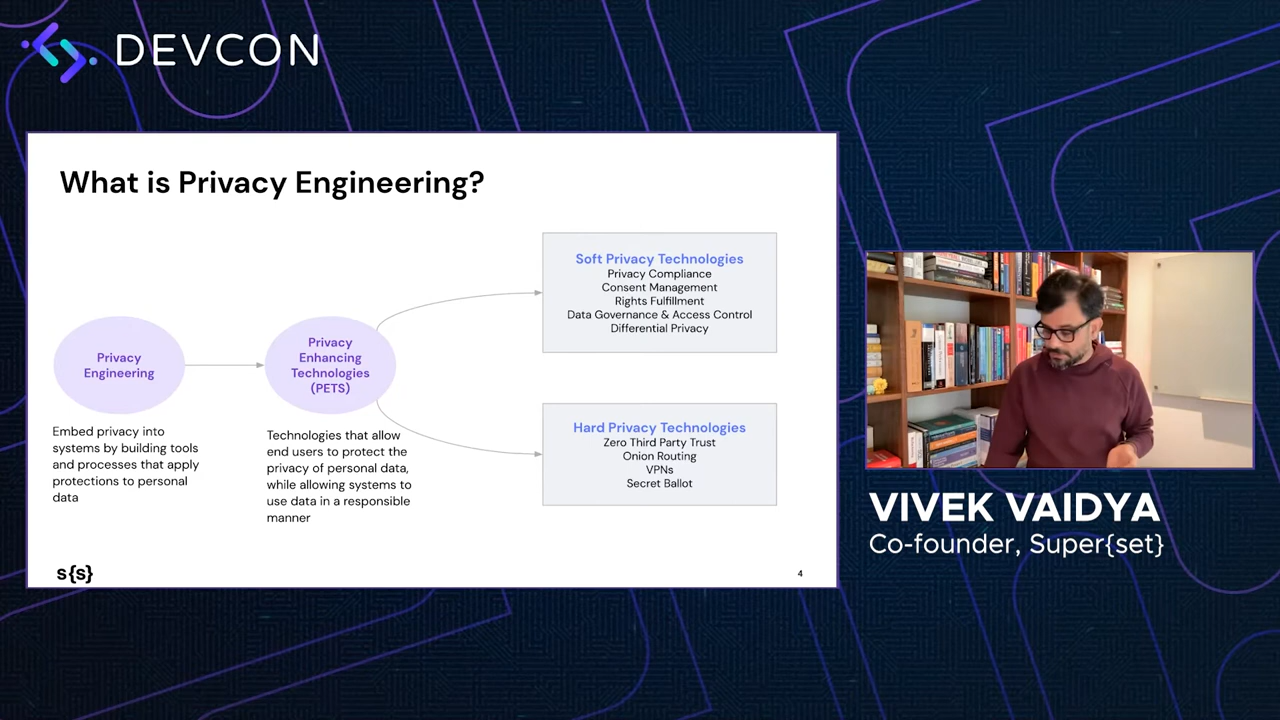 DEVCON
What is Privacy Engineering?
Privacy
Engineering
Embed privacy into
systems by building tools
and processes that apply
protections to personal
data
Privacy
Enhancing
Technologies
(PETS)
Technologies that allow
end users to protect the
privacy of personal data,
while allowing systems to
use data in a responsible
manner
Soft Privacy Technologies
Privacy Compliance
Consent Management
Rights Fulfillment
Data Governance & Access Control
Differential Privacy
Hard Privacy Technologies
Zero Third Party Trust
Onion Routing
VPNs
Secret Ballot
s{s}
4
VIVEK VAIDYA
Co-founder, Super{set}